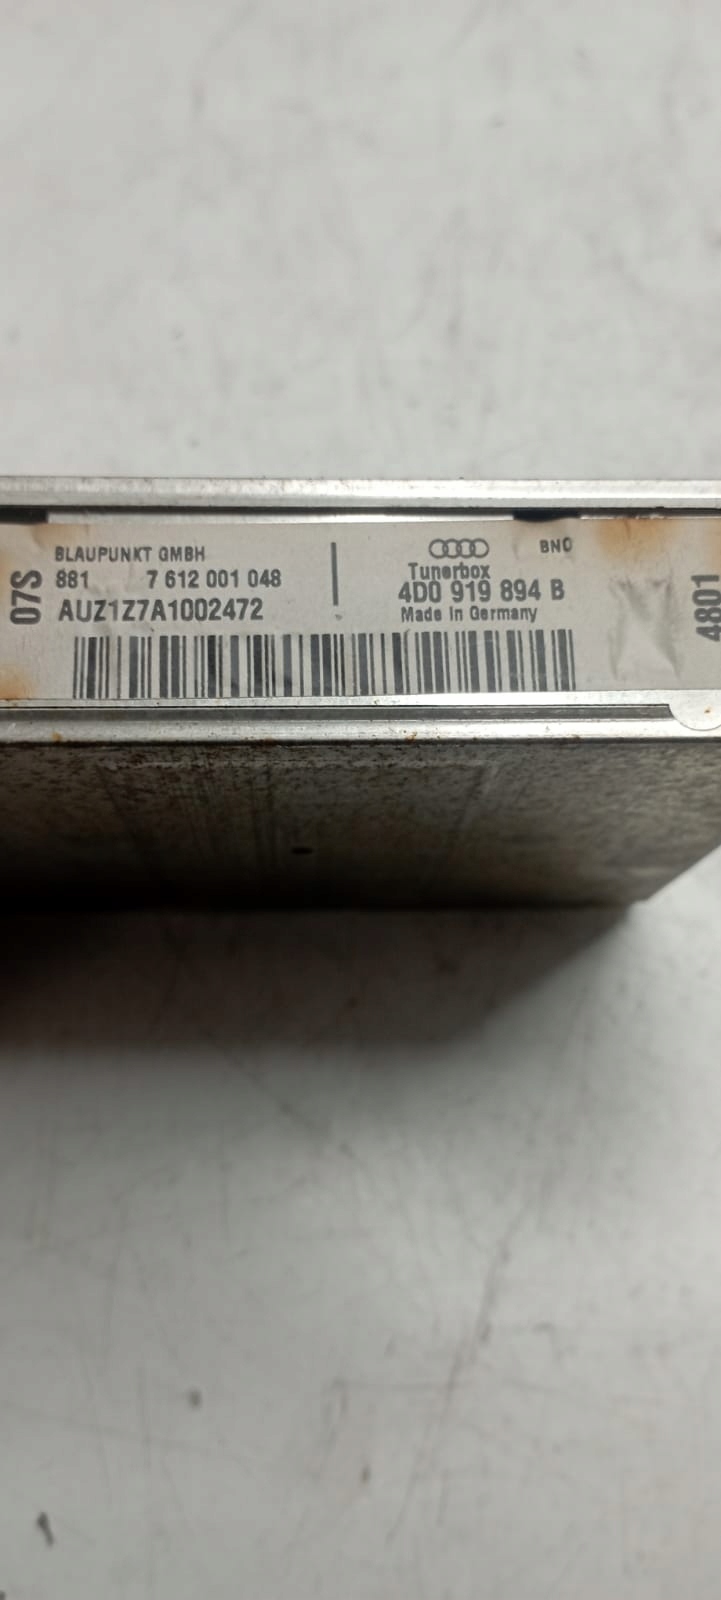 07S
BLAUPUNKT GMBH
881 7 612 001 048
AUZ1Z7A1002472
BNO
Tunerbox
4D0 919 894 B
Made In Germany
4801